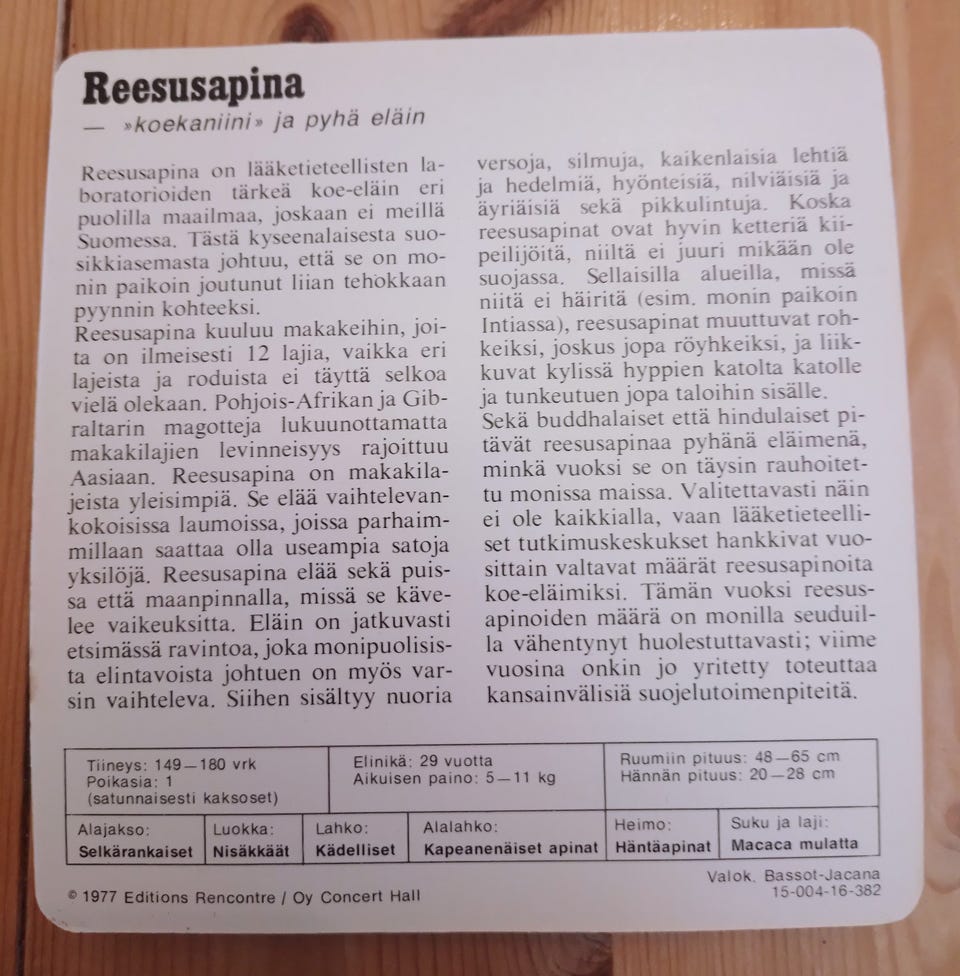 Reesusapina
— »koekaniini» ja pyhä eläin
Reesusapina on lääketieteellisten la-
boratorioiden tärkeä koe-eläin eri
puolilla maailmaa, joskaan ei meillä
Suomessa. Tästä kyseenalaisesta suo-
sikkiasemasta johtuu, että se on mo-
nin paikoin joutunut liian tehokkaan
pyynnin kohteeksi.
Reesusapina kuuluu makakeihin, joi-
ta on ilmeisesti 12 lajia, vaikka eri
lajeista ja roduista ei täyttä selkoa
vielä olekaan. Pohjois-Afrikan ja Gib-
raltarin magotteja lukuunottamatta
makakilajien levinneisyys rajoittuu
Aasiaan. Reesusapina on makakila-
jeista yleisimpiä. Se elää vaihtelevan-
kokoisissa laumoissa, joissa parhaim-
millaan saattaa olla useampia satoja
yksilöjä. Reesusapina elää sekä puis-
sa että maanpinnalla, missä se käve-
lee vaikeuksitta. Eläin on jatkuvasti
etsimässä ravintoa, joka monipuolisis-
ta elintavoista johtuen on myös var-
sin vaihteleva. Siihen sisältyy nuoria
versoja, silmuja, kaikenlaisia lehtiä
ja hedelmiä, hyönteisiä, nilviäisiä ja
äyriäisiä sekä pikkulintuja. Koska
reesusapinat ovat hyvin ketteriä kii-
peilijöitä, niiltä ei juuri mikään ole
suojassa. Sellaisilla alueilla, missä
niitä ei häiritä (esim. monin paikoin
Intiassa), reesusapinat muuttuvat roh-
keiksi, joskus jopa röyhkeiksi, ja liik-
kuvat kylissä hyppien katolta katolle
ja tunkeutuen jopa taloihin sisälle.
Sekä buddhalaiset että hindulaiset pi-
tävät reesusapinaa pyhänä eläimenä,
minkä vuoksi se on täysin rauhoitet-
tu monissa maissa. Valitettavasti näin
ei ole kaikkialla, vaan lääketieteelli-
set tutkimuskeskukset hankkivat vuo-
sittain valtavat määrät reesusapinoita
koe-eläimiksi. Tämän vuoksi reesus-
apinoiden määrä on monilla seuduil-
la vähentynyt huolestuttavasti; viime
vuosina onkin jo yritetty toteuttaa
kansainvälisiä suojelutoimenpiteitä.
Tiineys: 149—180 vrk
Poikasia: 1
(satunnaisesti kaksoset)
Elinikä: 29 vuotta
Aikuisen paino: 5—11 kg
Ruumiin pituus: 48—65 cm
Hännän pituus: 20—28 cm
Alajakso:
Selkärankaiset
Luokka:
Nisäkkäät
Lahko:
Kädelliset
Alalahko:
Kapeanenäiset apinat
Heimo:
Häntäapinat
Suku ja laji:
Macaca mulatta
© 1977 Editions Rencontre / Oy Concert Hall
Valok. Bassot-Jacana
15-004-16-382